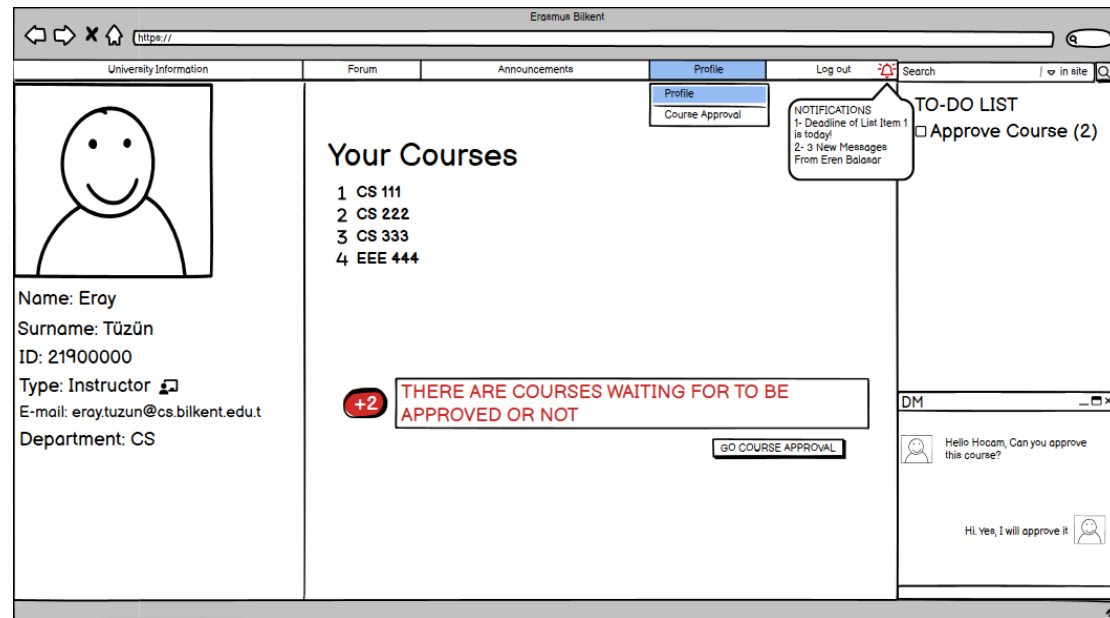 Erasmus Bilkent
https://
University Information
Forum
Announcements
Profile
Log out
Search
in site
Profile
Course Approval
NOTIFICATIONS
1- Deadline of List Item 1
is today!
2- 3 New Messages
From Eren Balasar
TO-DO LIST
Approve Course (2)
Your Courses
1 CS 111
2 CS 222
3 CS 333
4 EEE 444
Name: Eray
Surname: Tüzün
ID: 21900000
Type: Instructor
E-mail: eray.tuzun@cs.bilkent.edu.t
Department: CS
+2
THERE ARE COURSES WAITING FOR TO BE
APPROVED OR NOT
GO COURSE APPROVAL
DM
Hello Hocam, Can you approve
this course?
Hi. Yes, I will approve it